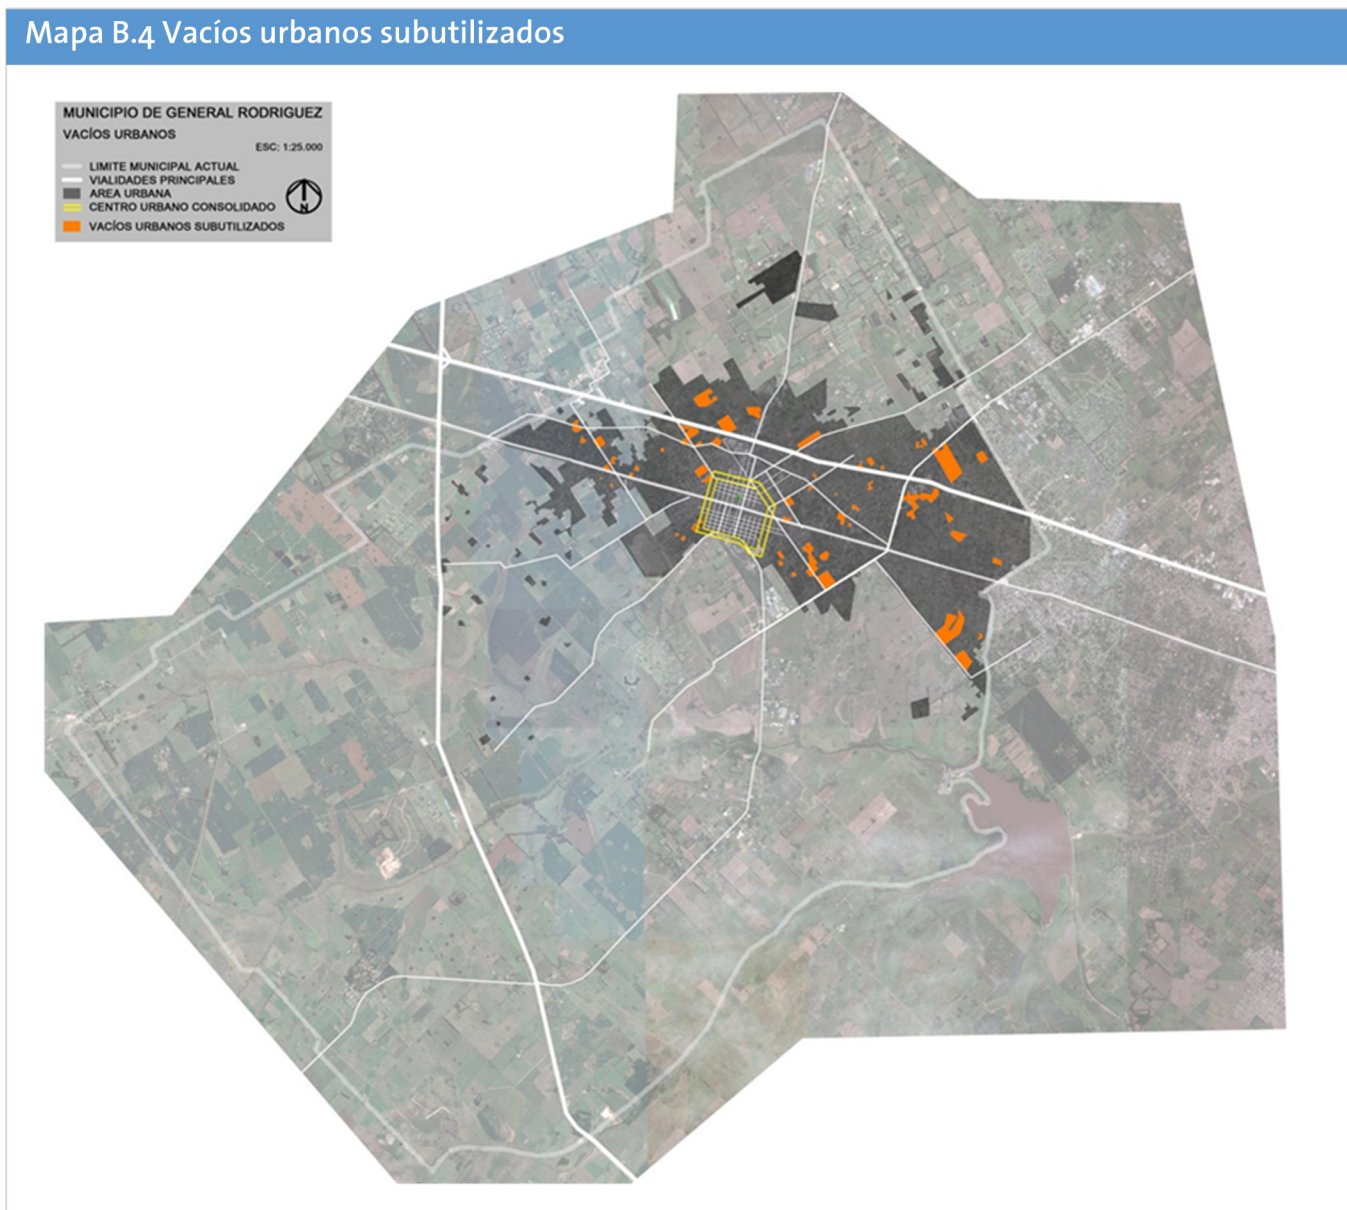 Mapa B.4 Vacíos urbanos subutilizados
MUNICIPIO DE GENERAL RODRIGUEZ
VACÍOS URBANOS
ESC: 1:25.000
LIMITE MUNICIPAL ACTUAL
VIALIDADES PRINCIPALES
AREA URBANA
CENTRO URBANO CONSOLIDADO
N
VACÍOS URBANOS SUBUTILIZADOS